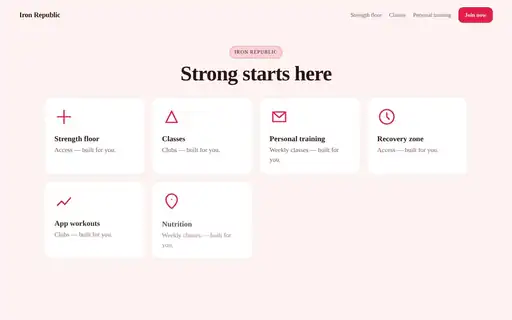 Iron Republic
Strength floor
Classes
Personal training
Join now
IRON REPUBLIC
Strong starts here
Strength floor
Access — built for you.
Classes
Clubs — built for you.
Personal training
Weekly classes — built for
you.
Recovery zone
Access — built for you.
App workouts
Clubs — built for you.
Nutrition
Weekly classes — built for
you.